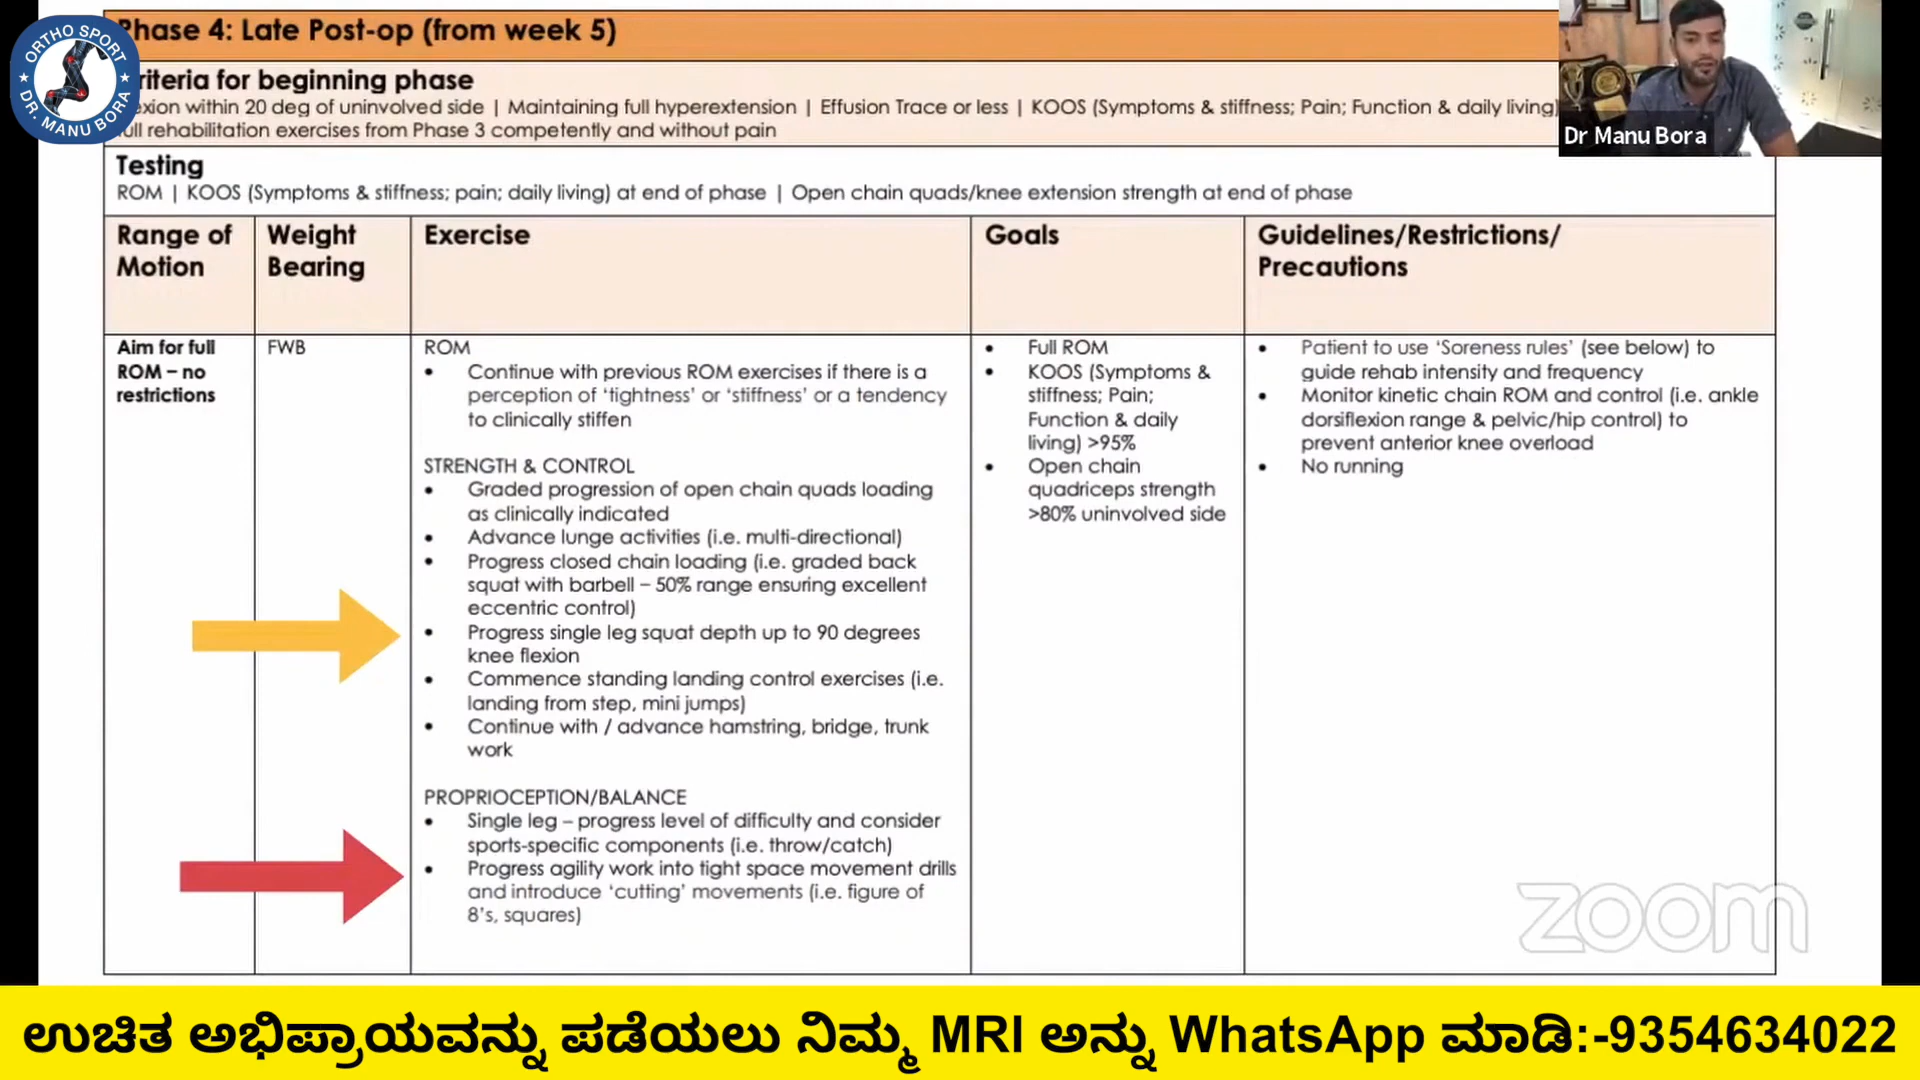 ORTHO SPORT
DR. MANU BORA
Phase 4: Late Post-op (from week 5)
Dr Manu Bora
Criteria for beginning phase
within 20 deg of uninvolved side | Maintaining full hyperextension | Effusion Trace or less | KOOS (Symptoms & stiffness; Pain; Function & daily living)
rehabilitation exercises from Phase 3 competently and without pain
Testing
ROM | KOOS (Symptoms & stiffness; pain; daily living) at end of phase | Open chain quads/knee extension strength at end of phase
Range of
Motion
Weight
Bearing
Exercise
Goals
Guidelines/Restrictions/
Precautions
Aim for full
ROM – no
restrictions
FWB
ROM
• Continue with previous ROM exercises if there is a
perception of ‘tightness’ or ‘stiffness’ or a tendency
to clinically stiffen
STRENGTH & CONTROL
• Graded progression of open chain quads loading
as clinically indicated
• Advance lunge activities (i.e. multi-directional)
• Progress closed chain loading (i.e. graded back
squat with barbell – 50% range ensuring excellent
eccentric control)
• Progress single leg squat depth up to 90 degrees
knee flexion
• Commence standing landing control exercises (i.e.
landing from step, mini jumps)
• Continue with / advance hamstring, bridge, trunk
work
PROPRIOCEPTION/BALANCE
• Single leg – progress level of difficulty and consider
sports-specific components (i.e. throw/catch)
• Progress agility work into tight space movement drills
and introduce ‘cutting’ movements (i.e. figure of
8’s, squares)
• Full ROM
• KOOS (Symptoms &
stiffness; Pain;
Function & daily
living) >95%
• Open chain
quadriceps strength
>80% uninvolved side
• Patient to use ‘Soreness rules’ (see below) to
guide rehab intensity and frequency
• Monitor kinetic chain ROM and control (i.e. ankle
dorsiflexion range & pelvic/hip control) to
prevent anterior knee overload
• No running
zoom
ಉಚಿತ ಅಭಿಪ್ರಾಯವನ್ನು ಪಡೆಯಲು ನಿಮ್ಮ MRI ಅನ್ನು WhatsApp ಮಾಡಿ:-9354634022